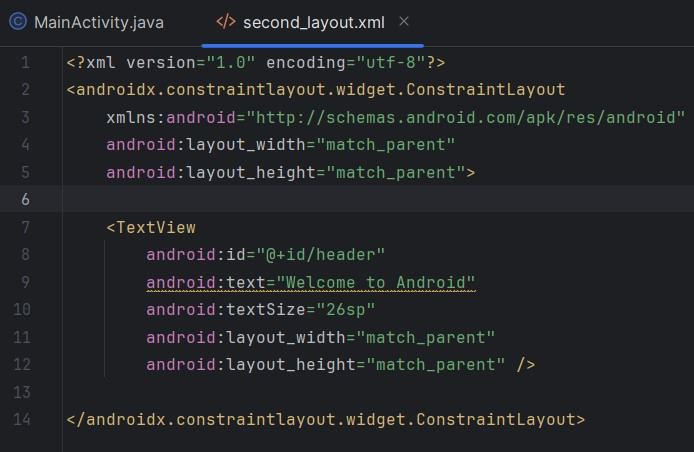 MainActivity.java second_layout.xml
1 <?xml version="1.0" encoding="utf-8"?>
2 <androidx.constraintlayout.widget.ConstraintLayout
3 xmlns:android="http://schemas.android.com/apk/res/android"
4 android:layout_width="match_parent"
5 android:layout_height="match_parent">
6
7 <TextView
8 android:id="@+id/header"
9 android:text="Welcome to Android"
10 android:textSize="26sp"
11 android:layout_width="match_parent"
12 android:layout_height="match_parent" />
13
14 </androidx.constraintlayout.widget.ConstraintLayout>